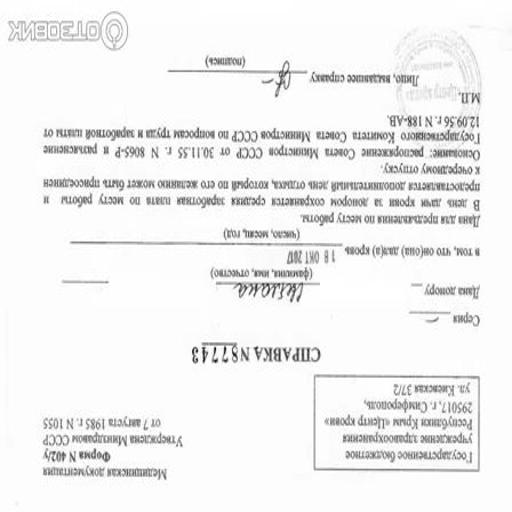 Государственное бюджетное
учреждение здравоохранения
Республики Крым «Центр крови»
295017, г. Симферополь,
ул. Киевская 37/2
Медицинская документация
Форма N 402/у
Утверждена Минздравом СССР
от 7 августа 1985 г. N 1055
СПРАВКА N 87743
Серия
Дана донору
(фамилия, имя, отчество)
в том, что он(она) дал(а) кровь 18 ОКТ 2017
(число, месяц, год)
Дана для предъявления по месту работы.
В день дачи крови за донором сохраняется средняя заработная плата по месту работы и
предоставляется дополнительный день отдыха, который по его желанию может быть присоединен
к очередному отпуску.
Основание: распоряжение Совета Министров СССР от 30.11.55 г. N 8065-Р и разъяснение
Государственного Комитета Совета Министров СССР по вопросам труда и заработной платы от
12.09.56 г. N 188-АВ.
М.П.
Лицо, выдавшее справку
(подпись)
ОТЗОВИК